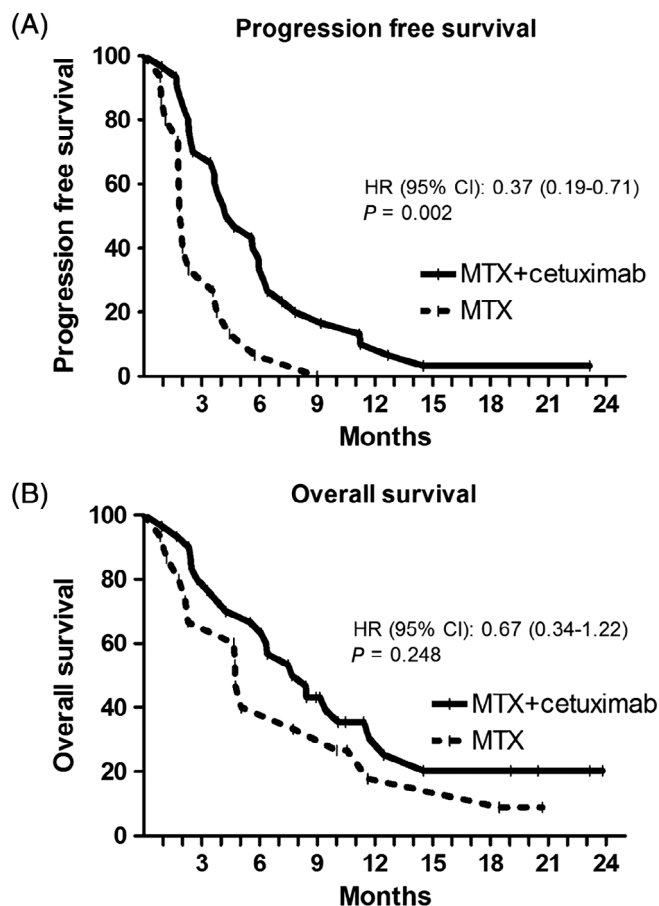 (A)
Progression free survival
Progression free survival
100
80
60
40
20
0
HR (95% CI): 0.37 (0.19-0.71)
P = 0.002
MTX+cetuximab
MTX
3 6 9 12 15 18 21 24
Months
(B)
Overall survival
Overall survival
100
80
60
40
20
0
HR (95% CI): 0.67 (0.34-1.22)
P = 0.248
MTX+cetuximab
MTX
3 6 9 12 15 18 21 24
Months